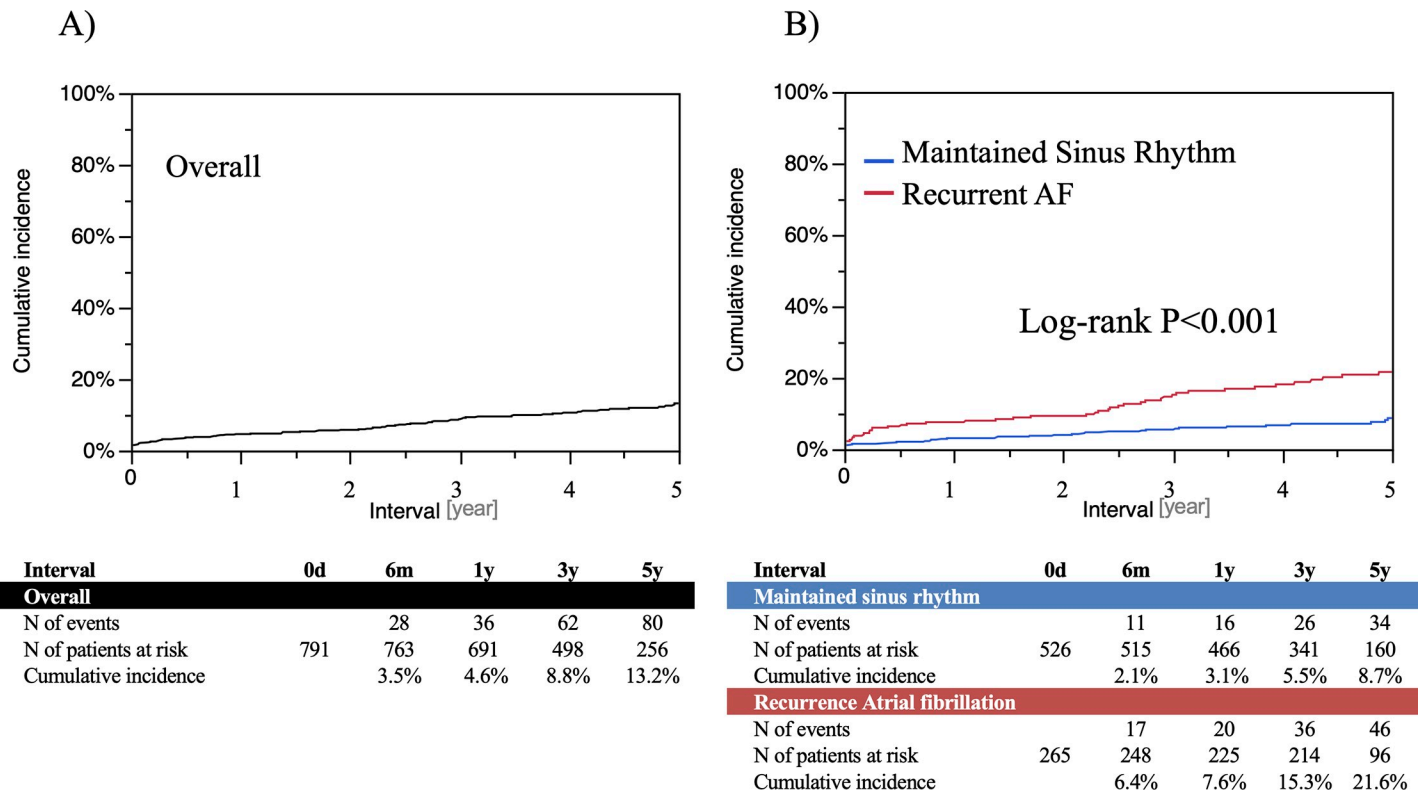 A)
100%
80%
60%
40%
20%
0%
Cumulative incidence
Overall
0 1 2 3 4 5
Interval [year]
Interval 0d 6m 1y 3y 5y
Overall
N of events 28 36 62 80
N of patients at risk 791 763 691 498 256
Cumulative incidence 3.5% 4.6% 8.8% 13.2%
B)
100%
80%
60%
40%
20%
0%
Cumulative incidence
Maintained Sinus Rhythm
Recurrent AF
Log-rank P<0.001
0 1 2 3 4 5
Interval [year]
Interval 0d 6m 1y 3y 5y
Maintained sinus rhythm
N of events 11 16 26 34
N of patients at risk 526 515 466 341 160
Cumulative incidence 2.1% 3.1% 5.5% 8.7%
Recurrence Atrial fibrillation
N of events 17 20 36 46
N of patients at risk 265 248 225 214 96
Cumulative incidence 6.4% 7.6% 15.3% 21.6%